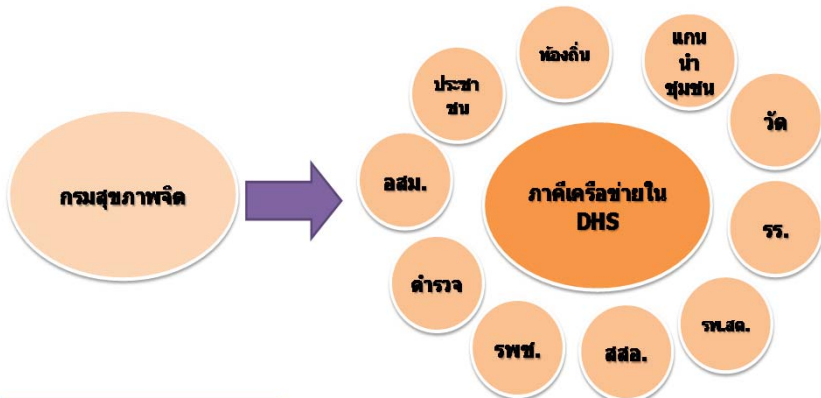 กรมสุขภาพจิต
ภาคีเครือข่ายใน
DHS
ท้องถิ่น
แกน
นำ
ชุมชน
วัด
รร.
รพ.สต.
สสอ.
รพช.
ตำรวจ
อสม.
ประชา
ชน